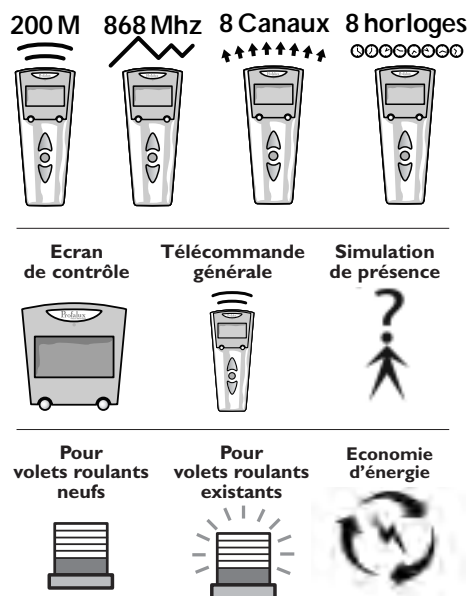 200 M 868 Mhz 8 Canaux 8 horloges
Ecran Télécommande Simulation
de contrôle générale de présence
Profalux
Pour Pour Economie
volets roulants volets roulants d'énergie
neufs existants